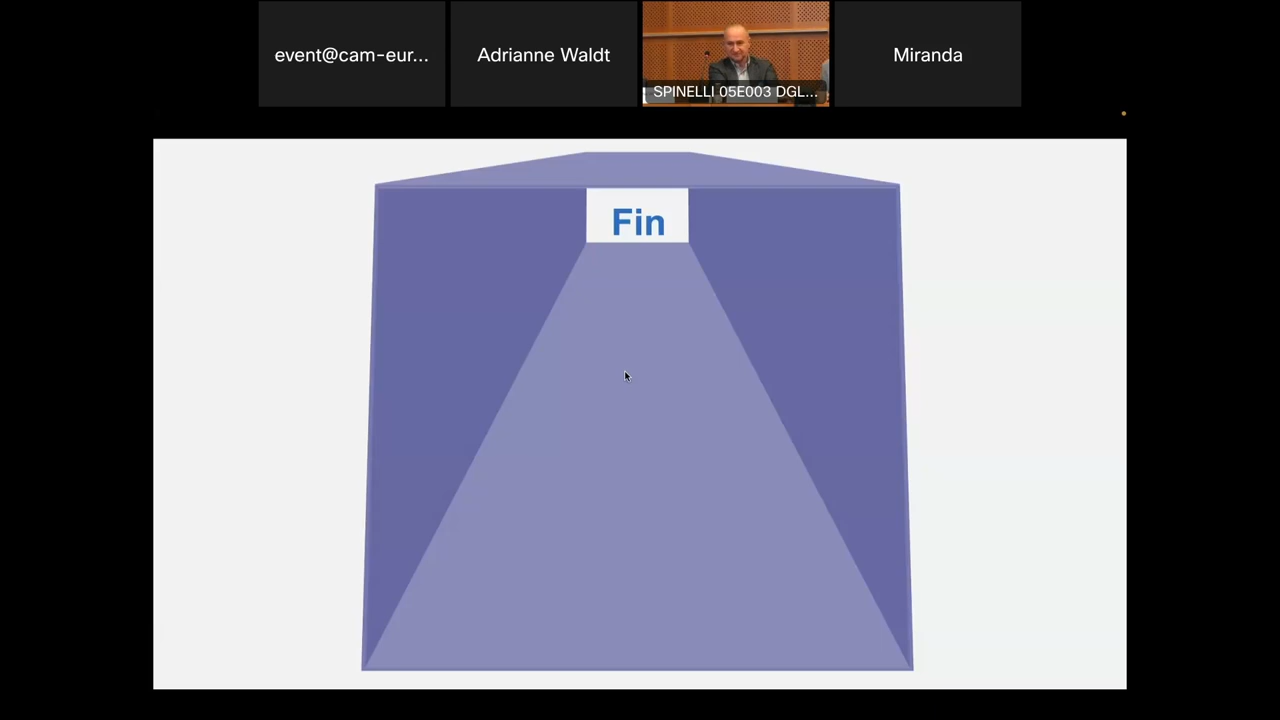 event@cam-eur...
Adrianne Waldt
SPINELLI 05E003 DGL...
Miranda
Fin